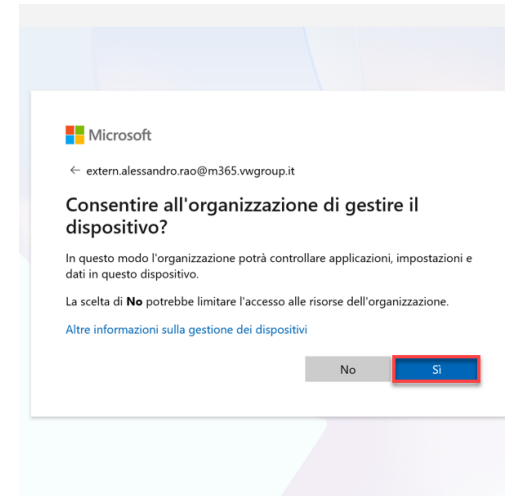 Microsoft
← extern.alessandro.rao@m365.vwgroup.it
Consentire all'organizzazione di gestire il
dispositivo?
In questo modo l'organizzazione potrà controllare applicazioni, impostazioni e
dati in questo dispositivo.
La scelta di No potrebbe limitare l'accesso alle risorse dell'organizzazione.
Altre informazioni sulla gestione dei dispositivi
No Sì